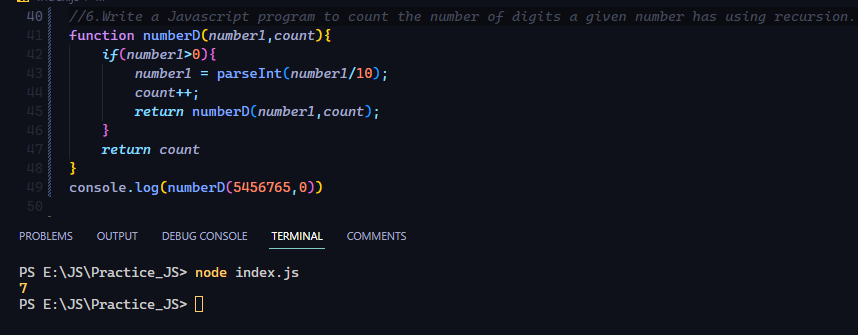 40 //6.Write a Javascript program to count the number of digits a given number has using recursion.
41 function numberD(number1,count){
42 if(number1>0){
43 number1 = parseInt(number1/10);
44 count++;
45 return numberD(number1,count);
46 }
47 return count
48 }
49 console.log(numberD(5456765,0))
50
PROBLEMS OUTPUT DEBUG CONSOLE TERMINAL COMMENTS
PS E:\JS\Practice_JS> node index.js
7
PS E:\JS\Practice_JS>